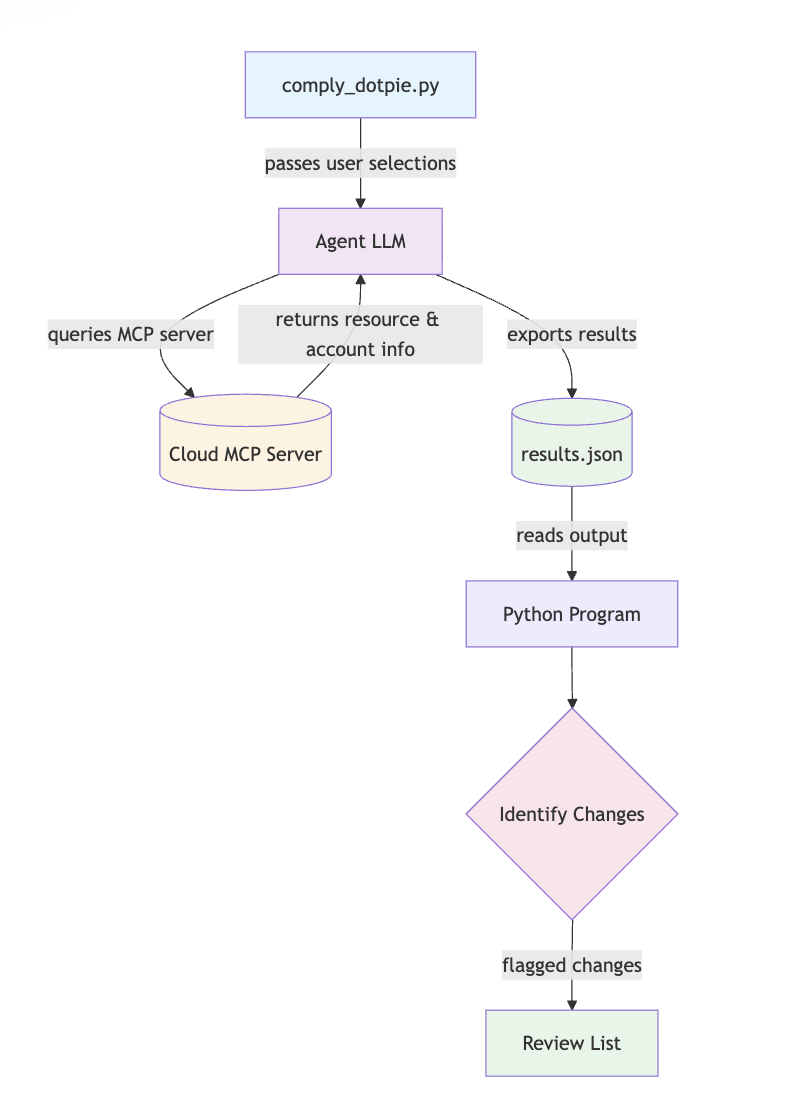 comply_dotpie.py
passes user selections
Agent LLM
queries MCP server
returns resource &
account info
exports results
Cloud MCP Server
results.json
reads output
Python Program
Identify Changes
flagged changes
Review List